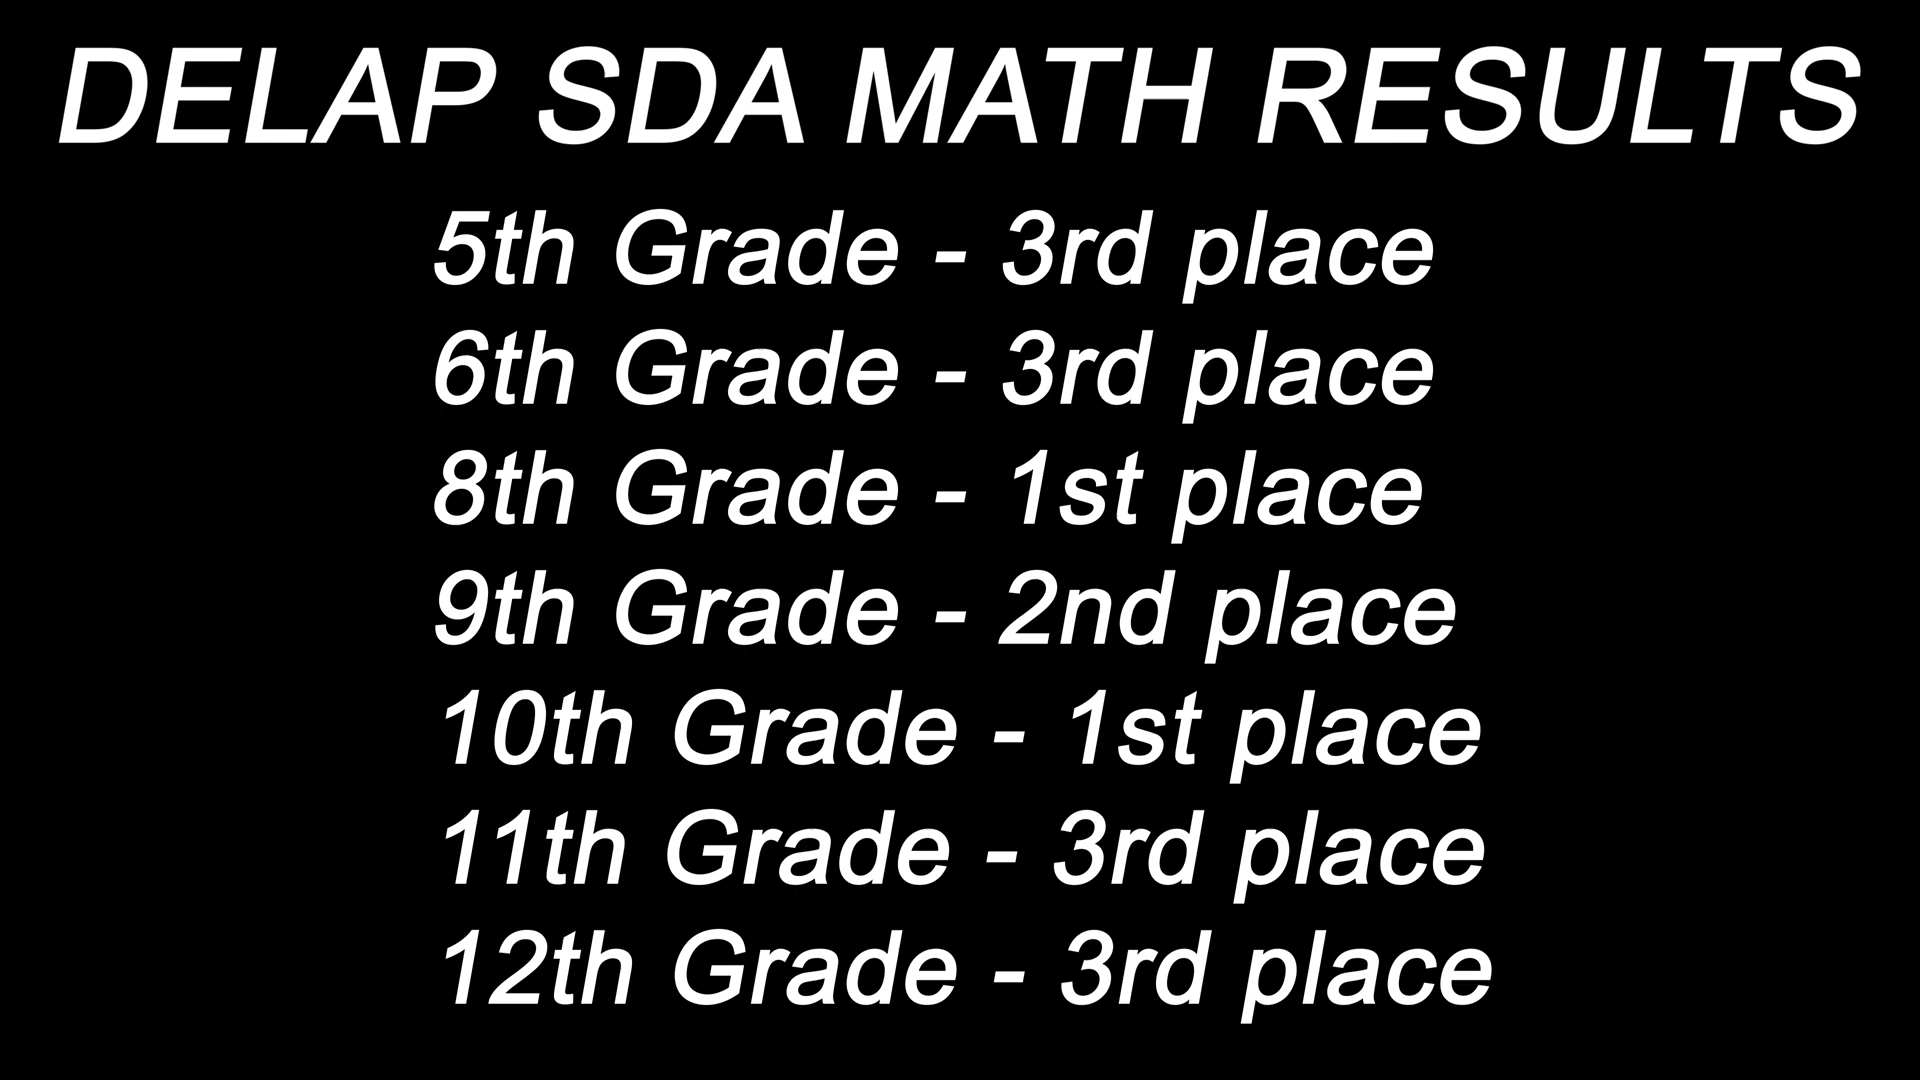 DELAP SDA MATH RESULTS
5th Grade - 3rd place
6th Grade - 3rd place
8th Grade - 1st place
9th Grade - 2nd place
10th Grade - 1st place
11th Grade - 3rd place
12th Grade - 3rd place